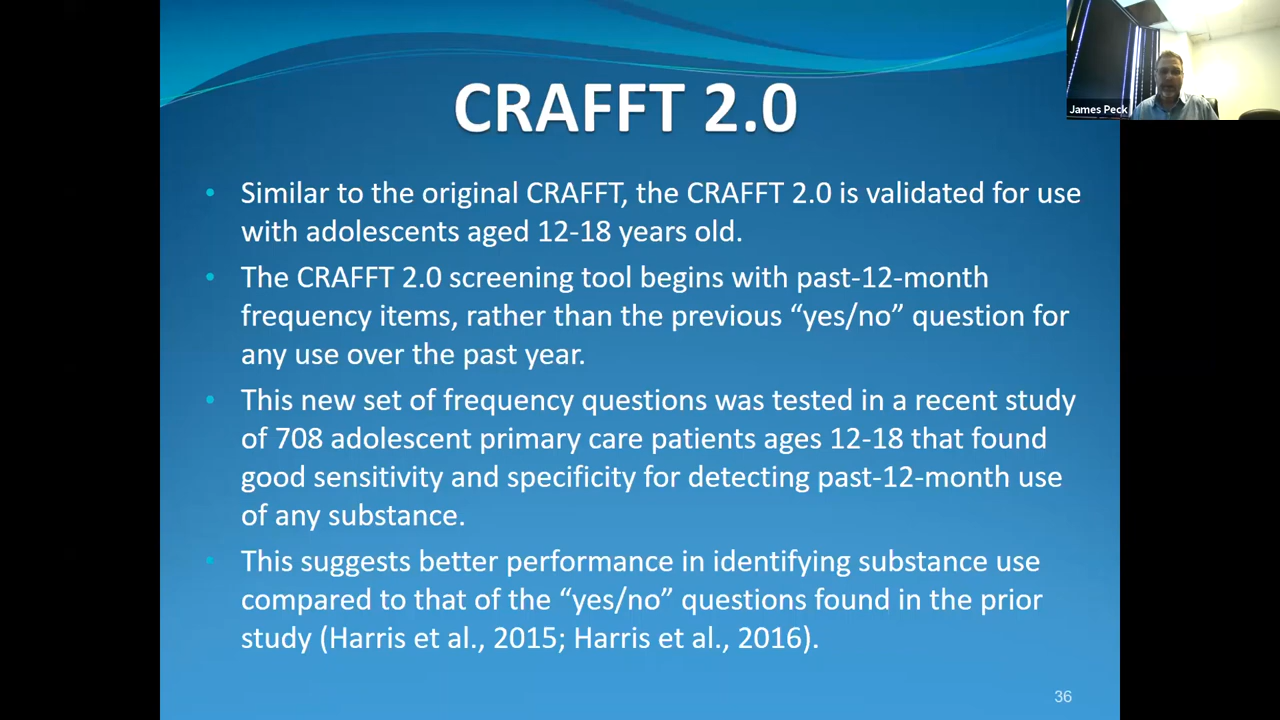 CRAFFT 2.0
James Peck
• Similar to the original CRAFFT, the CRAFFT 2.0 is validated for use
with adolescents aged 12-18 years old.
• The CRAFFT 2.0 screening tool begins with past-12-month
frequency items, rather than the previous “yes/no” question for
any use over the past year.
• This new set of frequency questions was tested in a recent study
of 708 adolescent primary care patients ages 12-18 that found
good sensitivity and specificity for detecting past-12-month use
of any substance.
• This suggests better performance in identifying substance use
compared to that of the “yes/no” questions found in the prior
study (Harris et al., 2015; Harris et al., 2016).
36